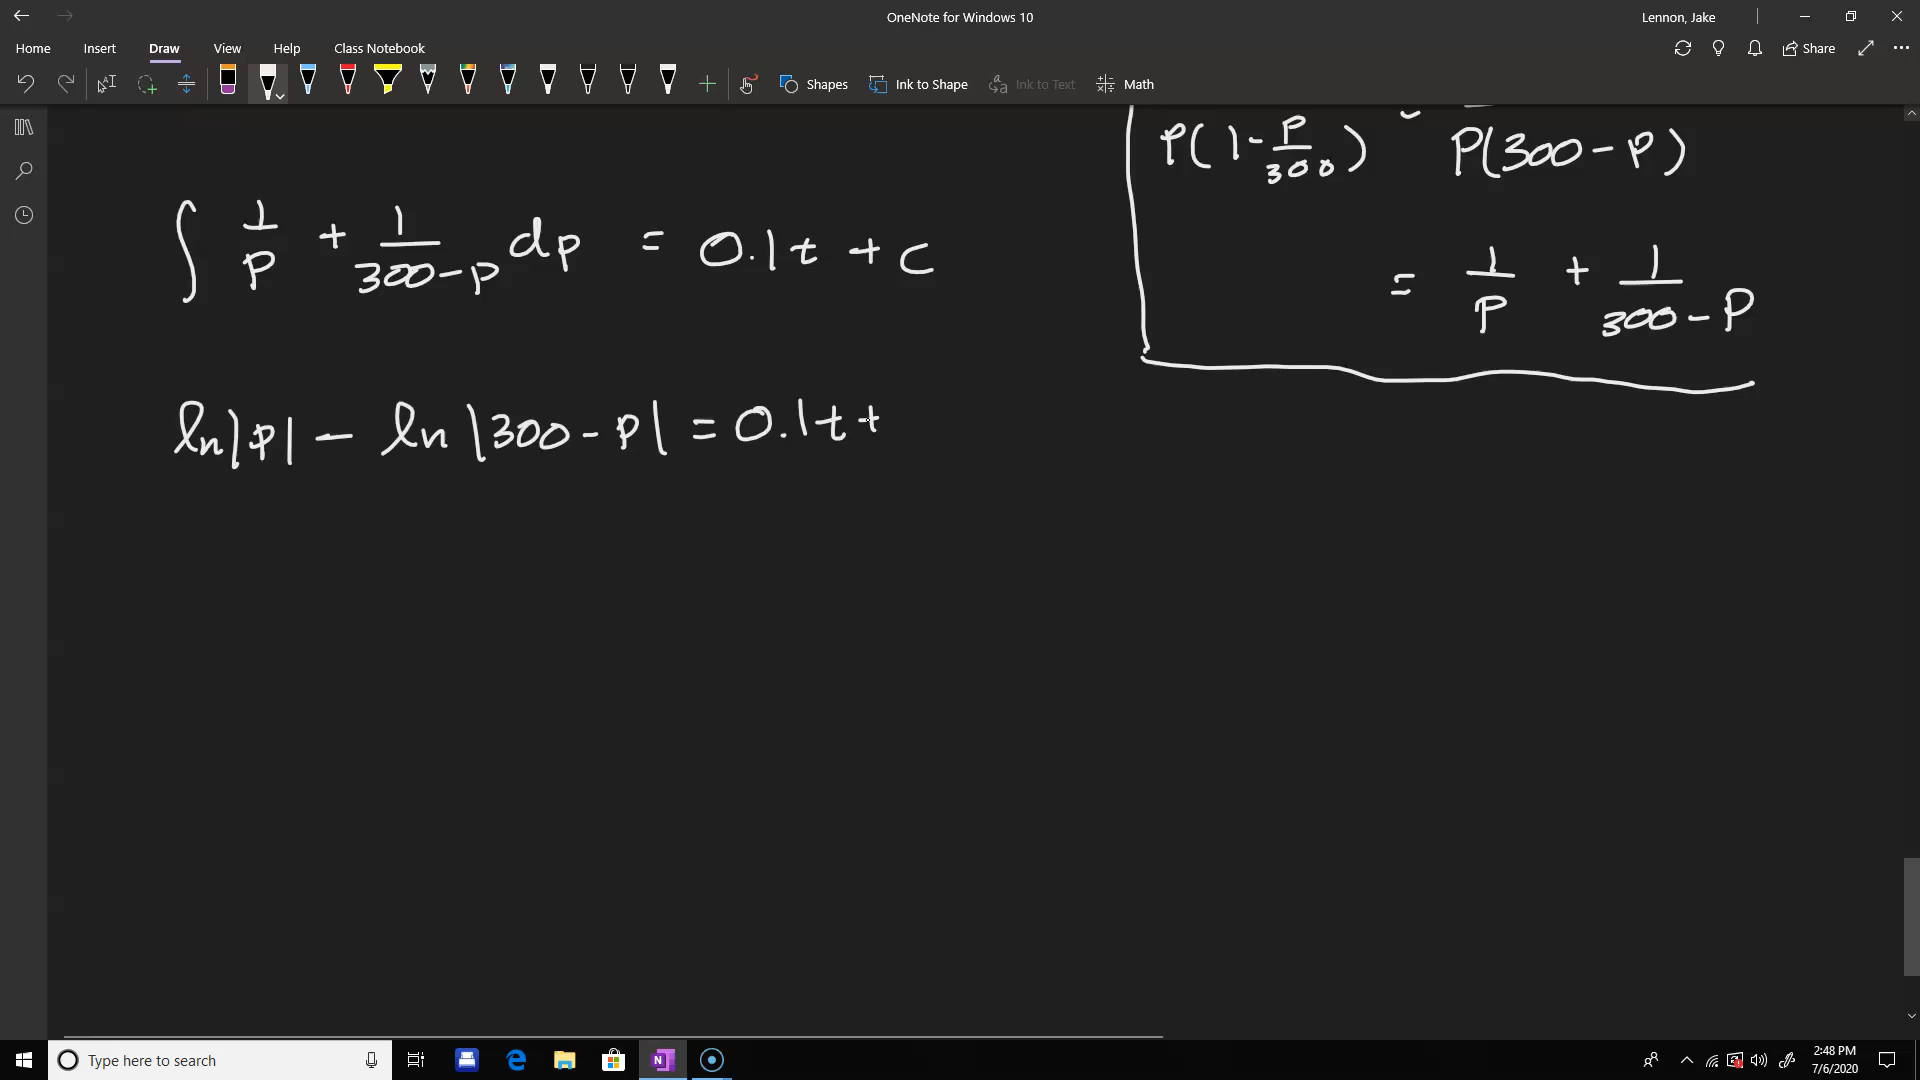 OneNote for Windows 10
Lennon, Jake
Home Insert Draw View Help Class Notebook
Share
Shapes Ink to Shape Ink to Text Math
P(1-P/300) P(300-P)
∫ 1/P + 1/(300-P) dp = 0.1t + c
= 1/P + 1/(300-P)
ln|P| - ln|300-P| = 0.1t +
Type here to search
2:48 PM
7/6/2020